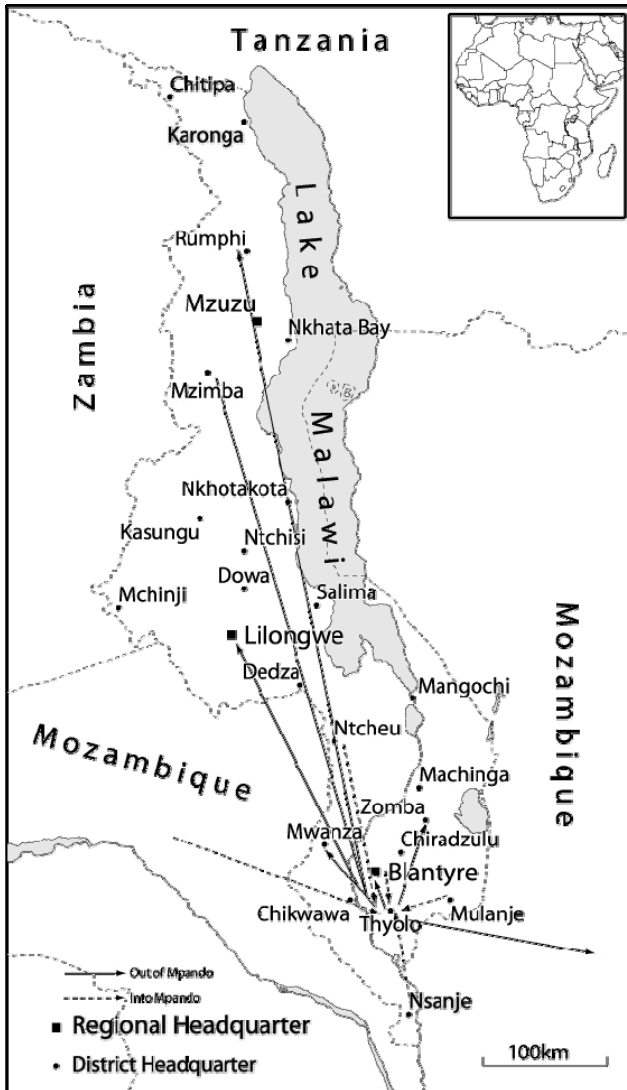 Tanzania
Chitipa
Karonga
Lake
Rumphi
Mzuzu
Zambia
Nkhata Bay
Mzimba
Malawi
Nkhotakota
Kasungu
Ntchisi
Dowa
Mchinji
Salima
Lilongwe
Mozambique
Dedza
Mangochi
Mozambique
Ntcheu
Machinga
Zomba
Mwanza
Chiradzulu
Blantyre
Chikwawa
Thyolo
Mulanje
Out of Mpando
Into Mpando
Nsanje
Regional Headquarter
District Headquarter
100km